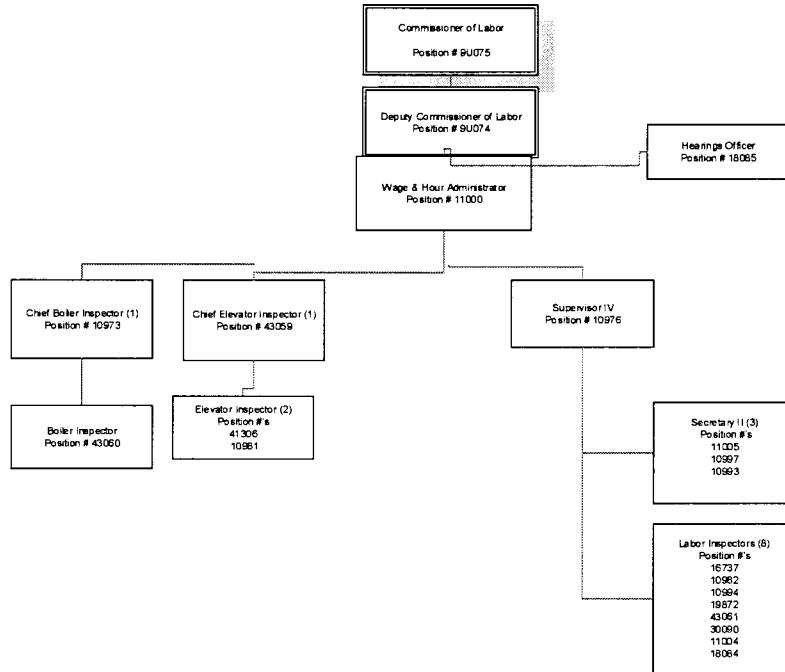 Commissioner of Labor
Position # 9U075
Deputy Commissioner of Labor
Position # 9U074
Hearings Officer
Position # 18085
Wage & Hour Administrator
Position # 11000
Chief Boiler Inspector (1)
Position # 10973
Chief Elevator Inspector (1)
Position # 43059
Supervisor IV
Position # 10976
Boiler Inspector
Position # 43060
Elevator Inspector (2)
Position #'s
41306
10981
Secretary II (3)
Position #'s
11005
10997
10993
Labor Inspectors (8)
Position #'s
16737
10982
10994
19872
43061
30090
11004
18084